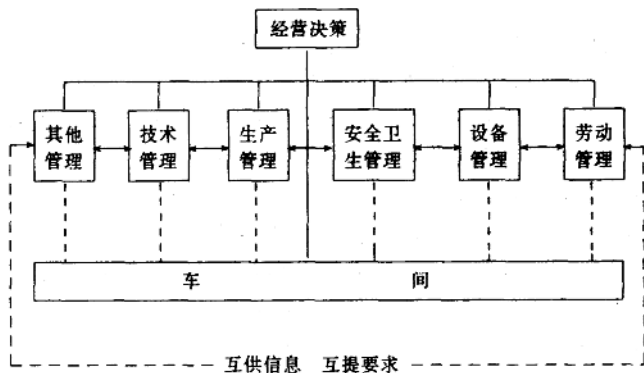 经营决策
其他
管理
技术
管理
生产
管理
安全卫
生管理
设备
管理
劳动
管理
车 间
互供信息 互提要求